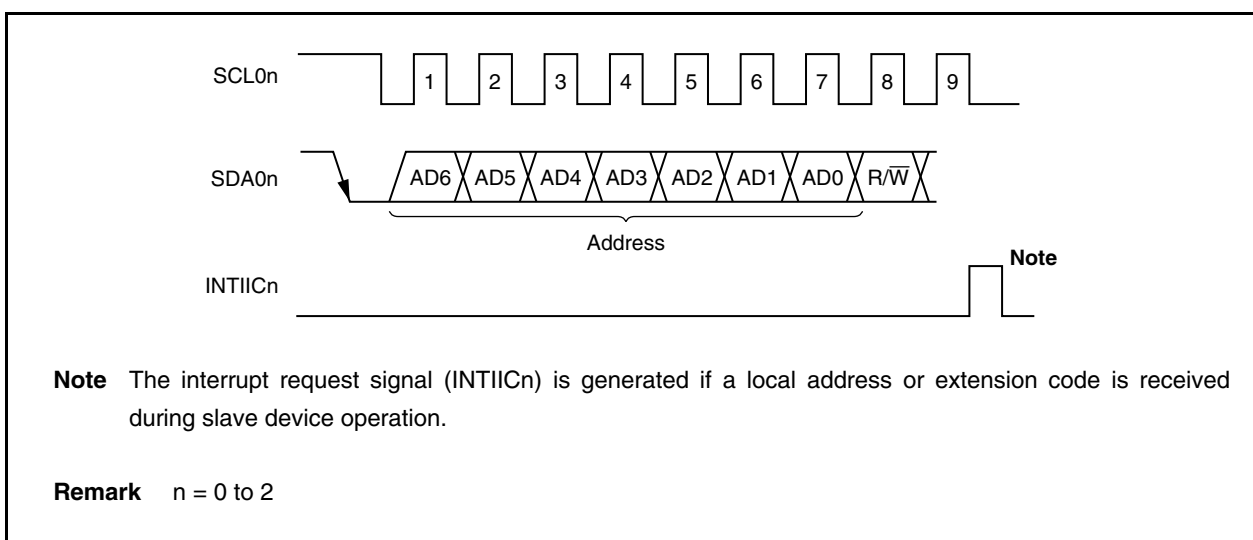 SCL0n 1 2 3 4 5 6 7 8 9
SDA0n AD6 AD5 AD4 AD3 AD2 AD1 AD0 R/W̅
Address
Note
INTIICn
Note The interrupt request signal (INTIICn) is generated if a local address or extension code is received
during slave device operation.
Remark n = 0 to 2